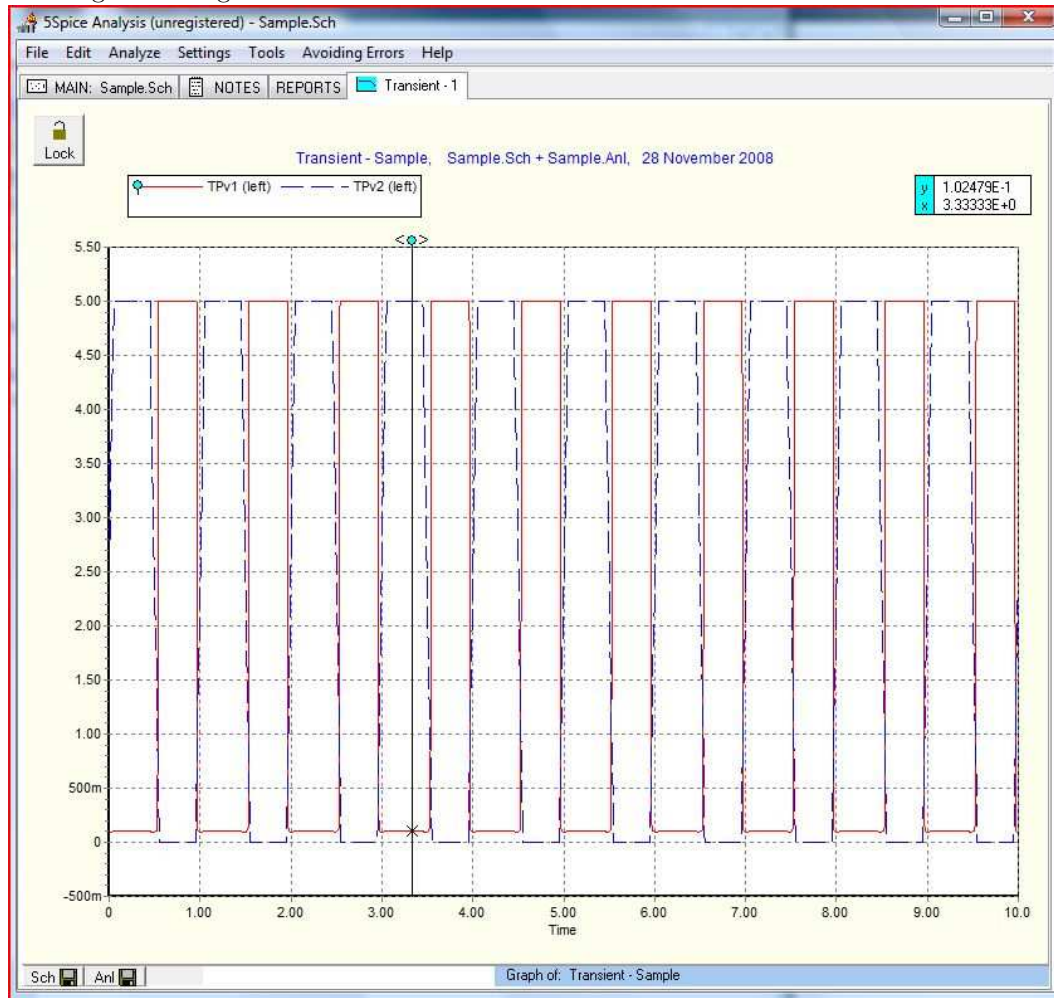 5Spice Analysis (unregistered) - Sample.Sch
File Edit Analyze Settings Tools Avoiding Errors Help
MAIN: Sample.Sch NOTES REPORTS Transient - 1
Lock
Transient - Sample, Sample.Sch + Sample.Anl, 28 November 2008
TPv1 (left) TPv2 (left)
y 1.02479E-1
x 3.33333E+0
<o>
5.50
5.00
4.50
4.00
3.50
3.00
2.50
2.00
1.50
1.00
500m
0
-500m
0 1.00 2.00 3.00 4.00 5.00 6.00 7.00 8.00 9.00 10.0
Time
Sch Anl Graph of: Transient - Sample